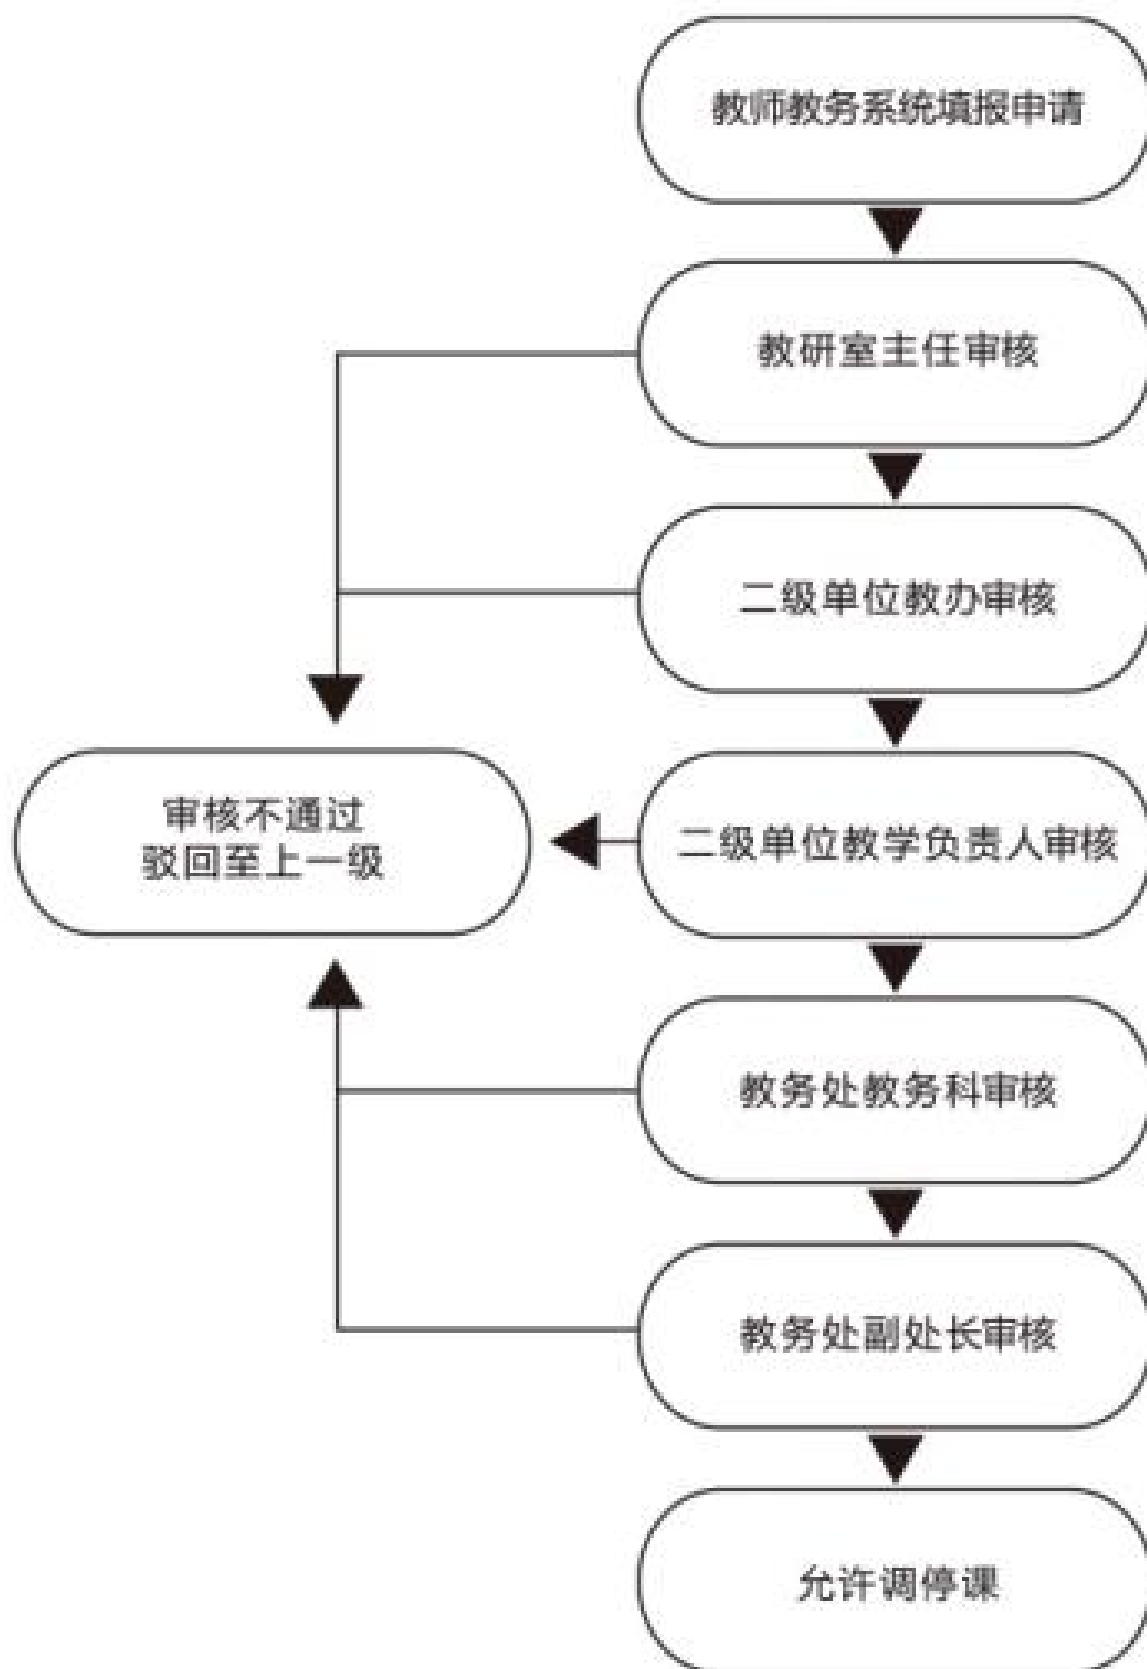 教师教务系统填报申请
教研室主任审核
二级单位教办审核
审核不通过
驳回至上一级
二级单位教学负责人审核
教务处教务科审核
教务处副处长审核
允许调停课